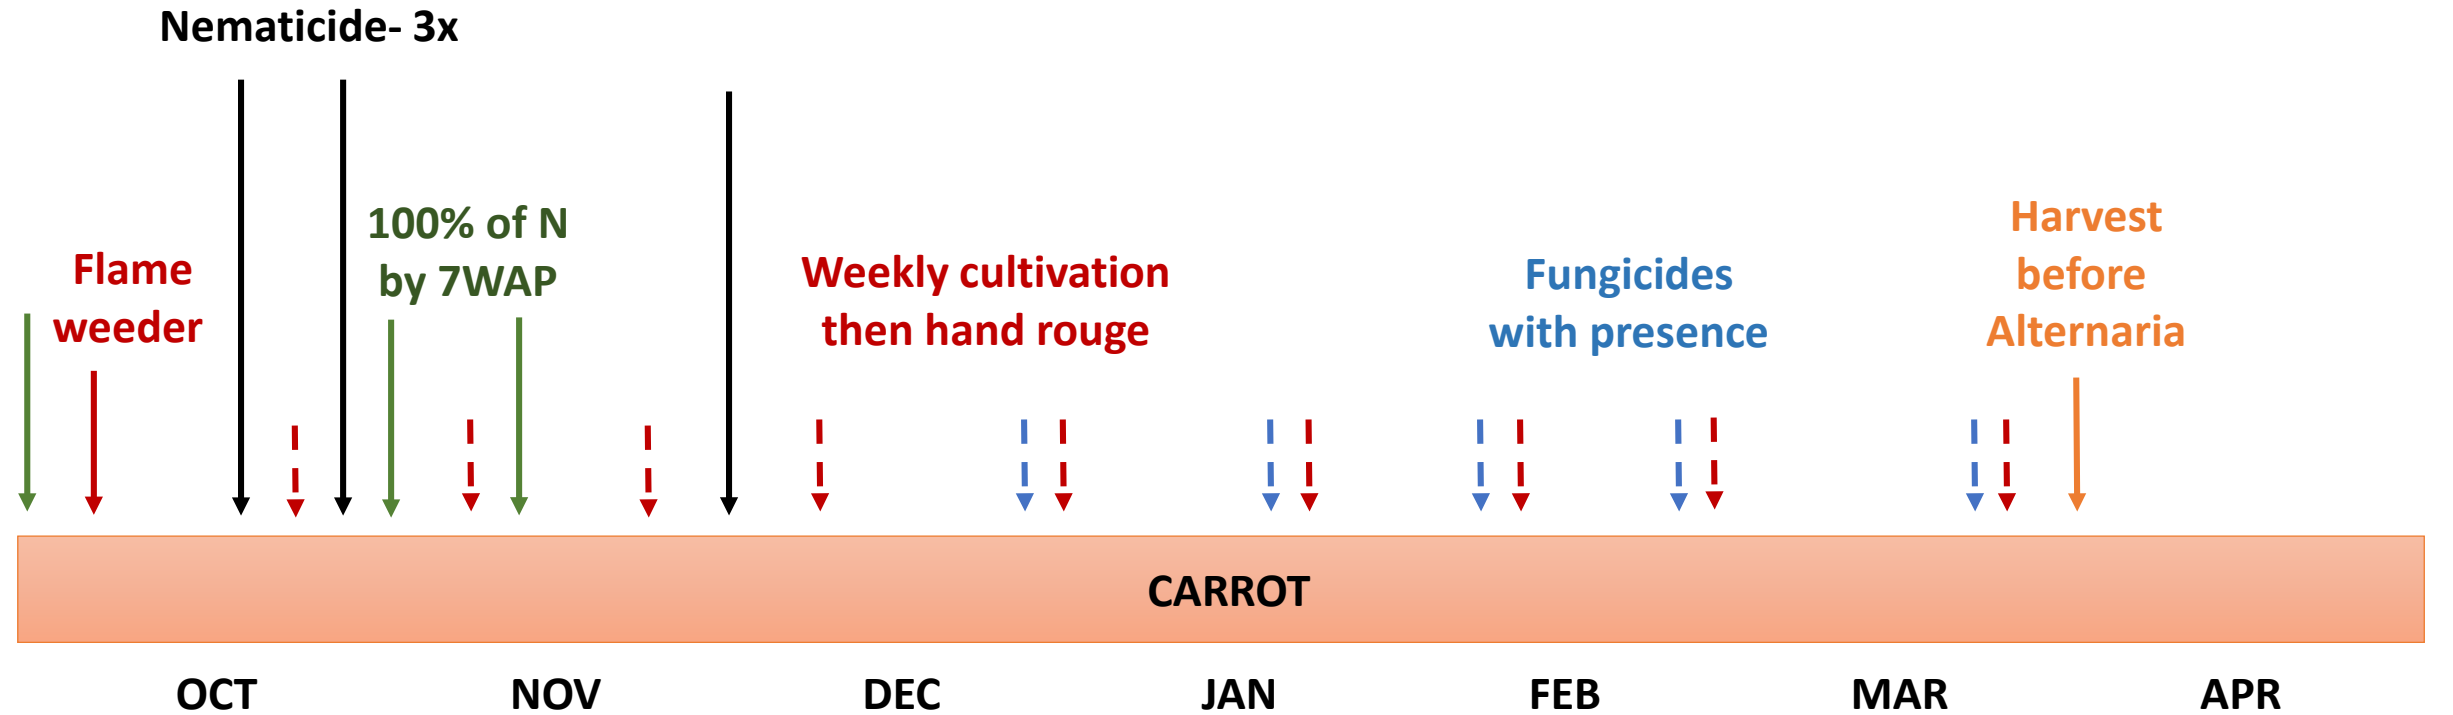 Nematicide- 3x
Flame
weeder
100% of N
by 7WAP
Weekly cultivation
then hand rouge
Fungicides
with presence
Harvest
before
Alternaria
CARROT
OCT NOV DEC JAN FEB MAR APR